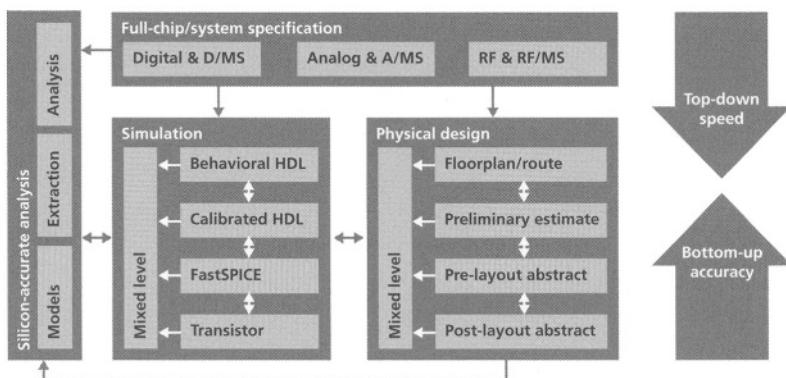 Full-chip/system specification
Digital & D/MS
Analog & A/MS
RF & RF/MS
Silicon-accurate analysis
Analysis
Extraction
Models
Simulation
Mixed level
Behavioral HDL
Calibrated HDL
FastSPICE
Transistor
Physical design
Mixed level
Floorplan/route
Preliminary estimate
Pre-layout abstract
Post-layout abstract
Top-down
speed
Bottom-up
accuracy